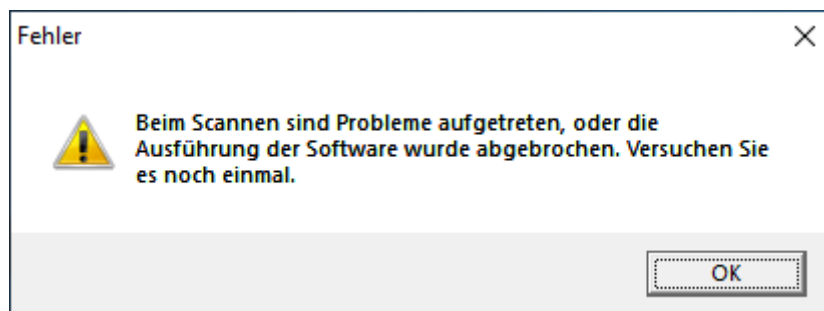 Fehler
Beim Scannen sind Probleme aufgetreten, oder die
Ausführung der Software wurde abgebrochen. Versuchen Sie
es noch einmal.
OK